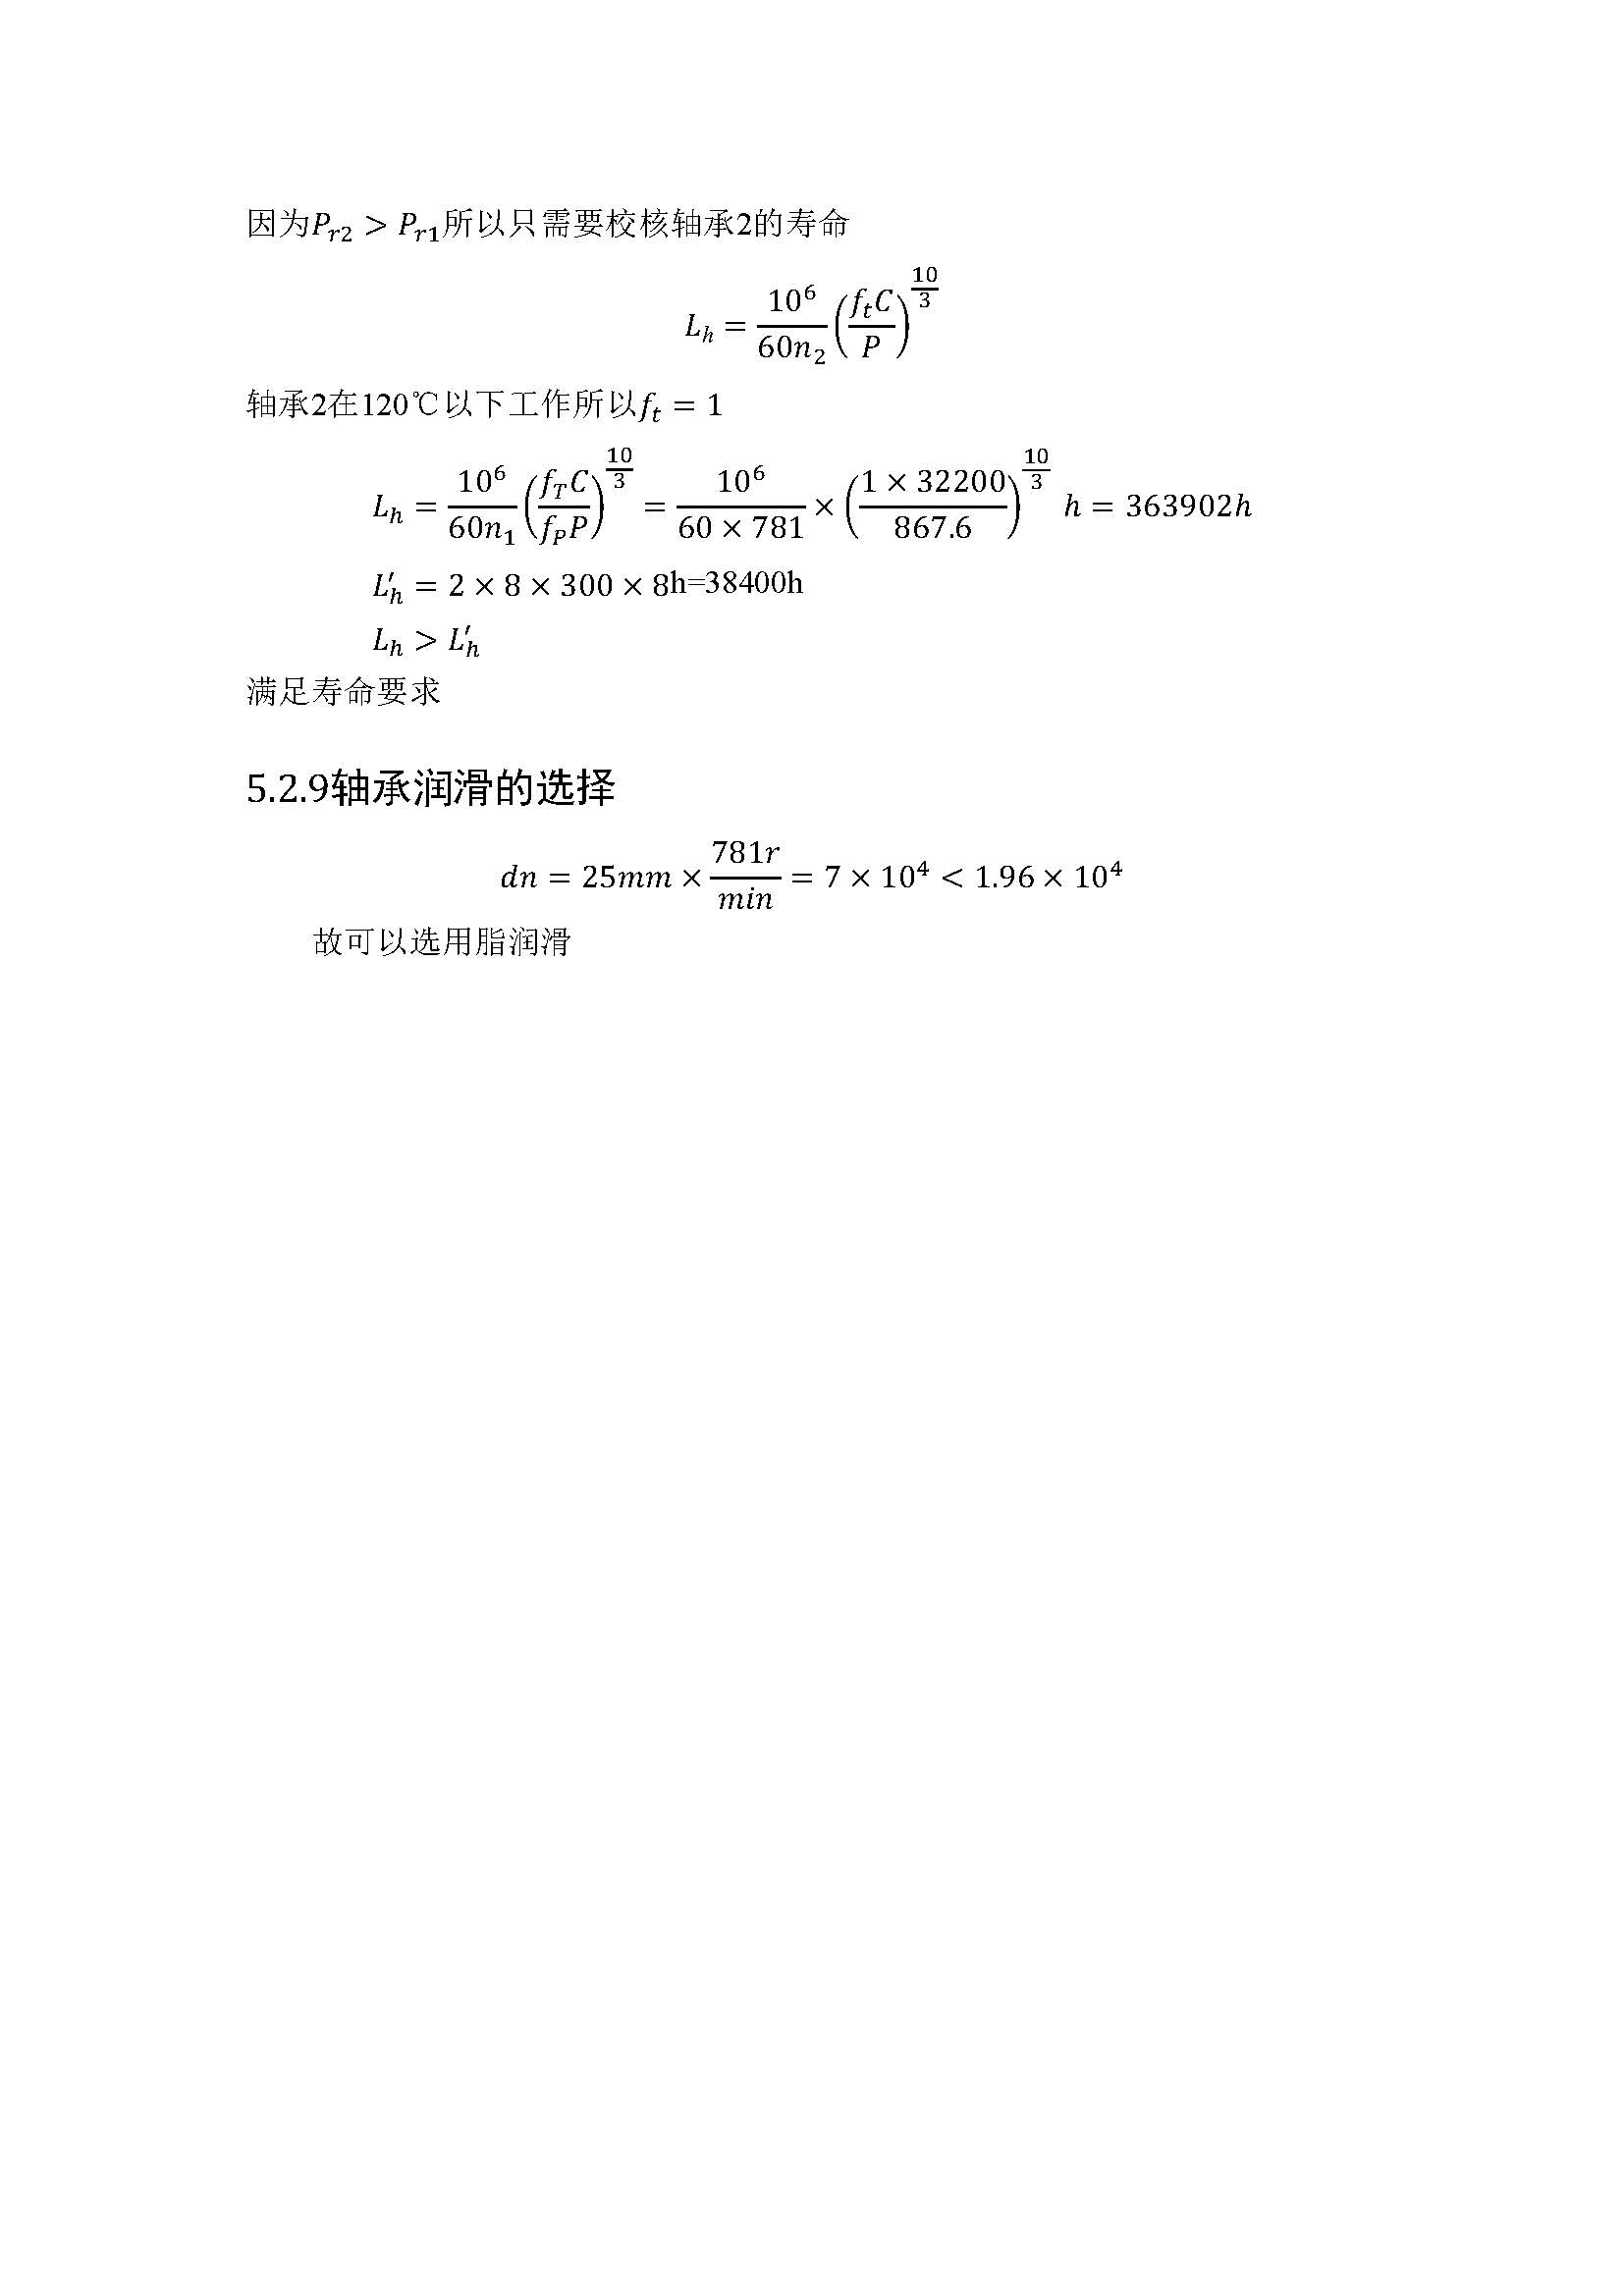 因为$P_{r2} > P_{r1}$所以只需要校核轴承2的寿命
$L_h = \frac{10^6}{60n_2}\left(\frac{f_tC}{P}\right)^{\frac{10}{3}}$
轴承2在120℃以下工作所以$f_t = 1$
$L_h = \frac{10^6}{60n_1}\left(\frac{f_TC}{f_PP}\right)^{\frac{10}{3}} = \frac{10^6}{60 \times 781} \times \left(\frac{1 \times 32200}{867.6}\right)^{\frac{10}{3}} h = 363902h$
$L_h' = 2 \times 8 \times 300 \times 8$h=38400h
$L_h > L_h'$
满足寿命要求
5.2.9轴承润滑的选择
$dn = 25mm \times \frac{781r}{min} = 7 \times 10^4 < 1.96 \times 10^4$
故可以选用脂润滑